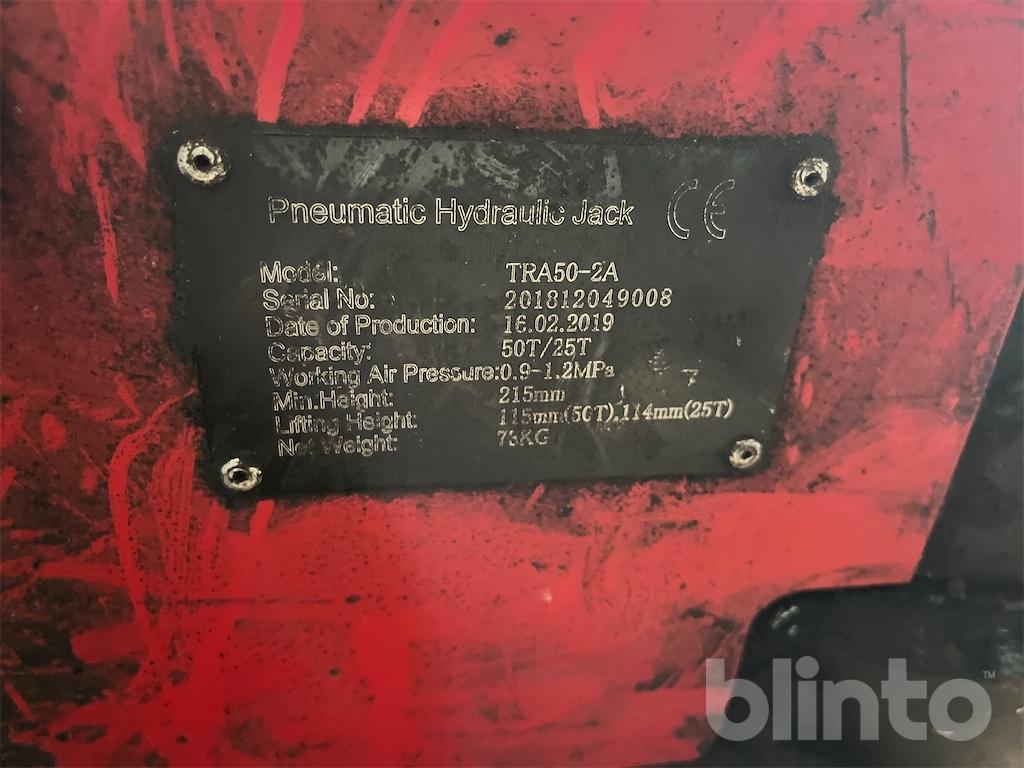 Pneumatic Hydraulic Jack CE
Model: TRA50-2A
Serial No: 201812049008
Date of Production: 16.02.2019
Capacity: 50T/25T
Working Air Pressure:0.9-1.2MPa
Min.Height: 215mm
Lifting Height: 115mm(50T),114mm(25T)
Net Weight: 73KG
blinto™